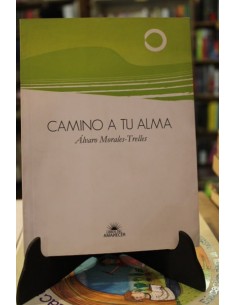 CAMINO A TU ALMA
Álvaro Morales-Trelles